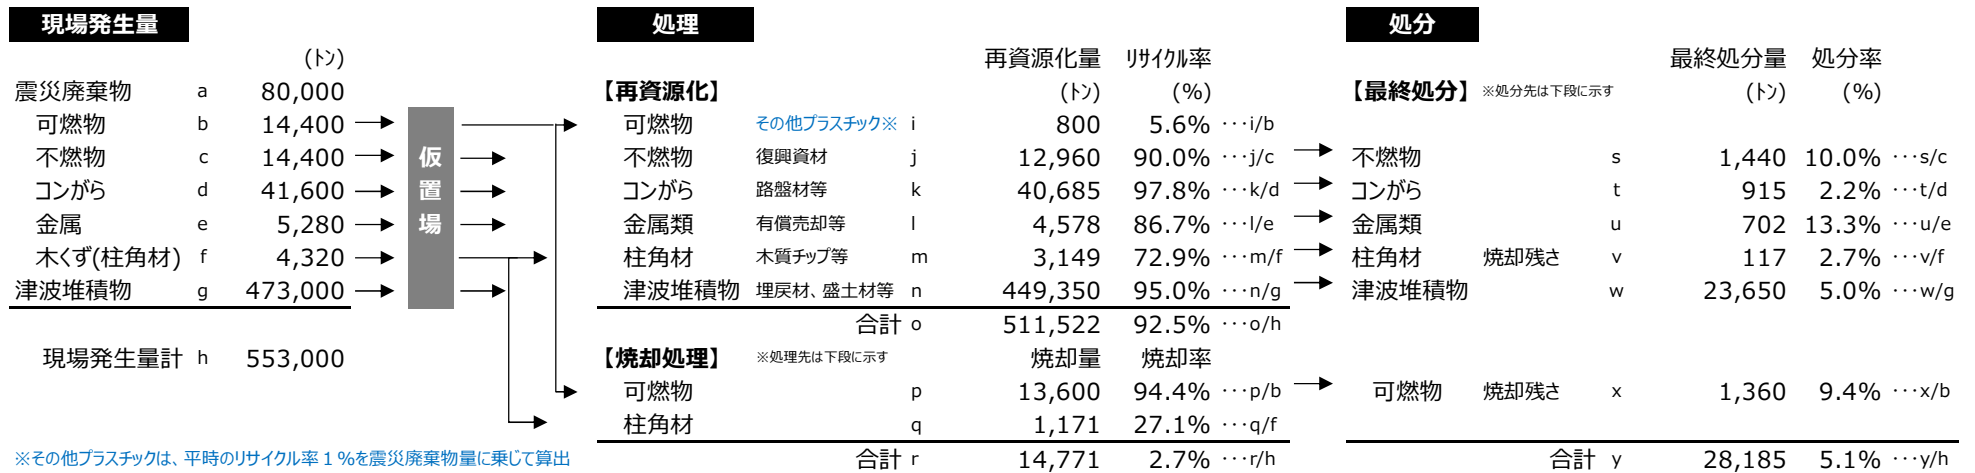 現場発生量 処理 処分
(トン) 再資源化量 リサイクル率 最終処分量 処分率
震災廃棄物 a 80,000 【再資源化】 (トン) (%) 【最終処分】 ※処分先は下段に示す (トン) (%)
可燃物 b 14,400 可燃物 その他プラスチック※ i 800 5.6% ･･･i/b
不燃物 c 14,400 仮 不燃物 復興資材 j 12,960 90.0% ･･･j/c 不燃物 s 1,440 10.0% ･･･s/c
コンがら d 41,600 置 コンがら 路盤材等 k 40,685 97.8% ･･･k/d コンがら t 915 2.2% ･･･t/d
金属 e 5,280 場 金属類 有償売却等 l 4,578 86.7% ･･･l/e 金属類 u 702 13.3% ･･･u/e
木くず(柱角材) f 4,320 柱角材 木質チップ等 m 3,149 72.9% ･･･m/f 柱角材 焼却残さ v 117 2.7% ･･･v/f
津波堆積物 g 473,000 津波堆積物 埋戻材、盛土材等 n 449,350 95.0% ･･･n/g 津波堆積物 w 23,650 5.0% ･･･w/g
合計 o 511,522 92.5% ･･･o/h
現場発生量計 h 553,000 【焼却処理】 ※処理先は下段に示す 焼却量 焼却率
可燃物 p 13,600 94.4% ･･･p/b 可燃物 焼却残さ x 1,360 9.4% ･･･x/b
柱角材 q 1,171 27.1% ･･･q/f
※その他プラスチックは、平時のリサイクル率１%を震災廃棄物量に乗じて算出 合計 r 14,771 2.7% ･･･r/h 合計 y 28,185 5.1% ･･･y/h